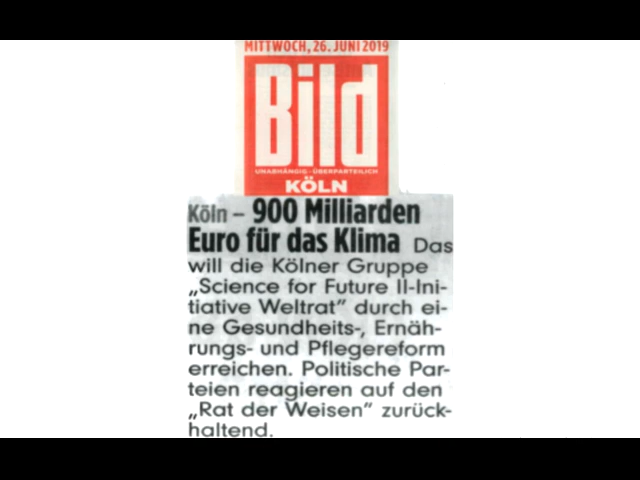 MITTWOCH, 26. JUNI 2019
Bild
UNABHÄNGIG · ÜBERPARTEILICH
KÖLN
Köln – 900 Milliarden
Euro für das Klima Das
will die Kölner Gruppe
„Science for Future II-Ini-
tiative Weltrat” durch ei-
ne Gesundheits-, Ernäh-
rungs- und Pflegereform
erreichen. Politische Par-
teien reagieren auf den
„Rat der Weisen” zurück-
haltend.